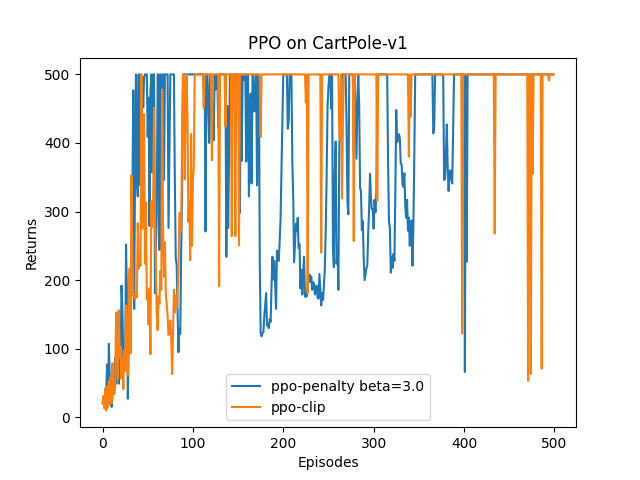 PPO on CartPole-v1
500
400
300
200
100
0
Returns
ppo-penalty beta=3.0
ppo-clip
0 100 200 300 400 500
Episodes